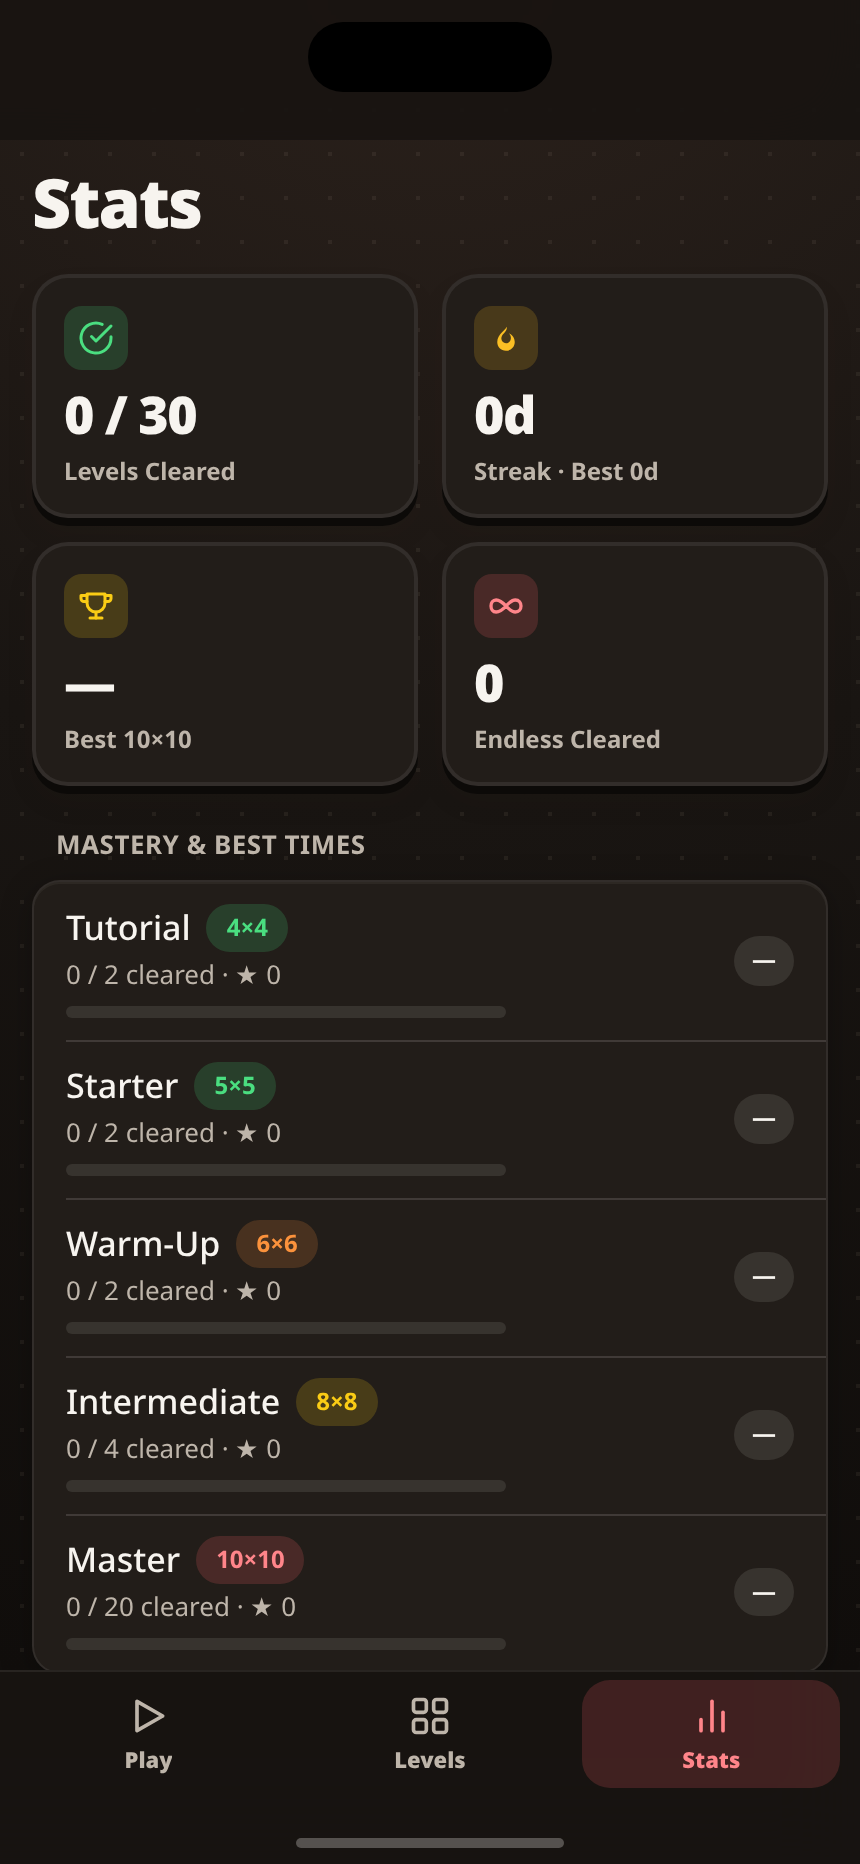 Stats
0 / 30
Levels Cleared
0d
Streak · Best 0d
—
Best 10×10
0
Endless Cleared
MASTERY & BEST TIMES
Tutorial 4×4
0 / 2 cleared · ★ 0
—
Starter 5×5
0 / 2 cleared · ★ 0
—
Warm-Up 6×6
0 / 2 cleared · ★ 0
—
Intermediate 8×8
0 / 4 cleared · ★ 0
—
Master 10×10
0 / 20 cleared · ★ 0
—
Play
Levels
Stats